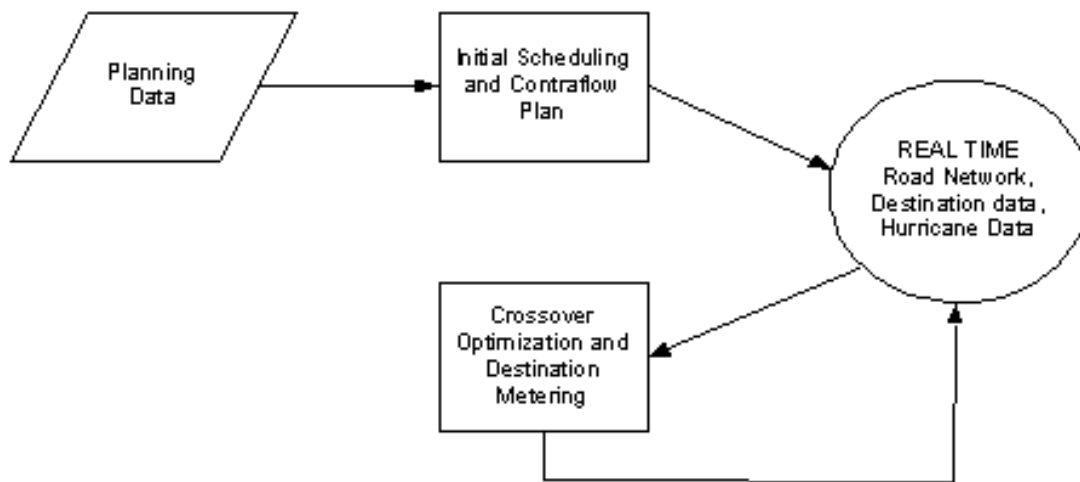 Planning
Data
Initial Scheduling
and Contraflow
Plan
REAL TIME
Road Network,
Destination data,
Hurricane Data
Crossover
Optimization and
Destination
Metering